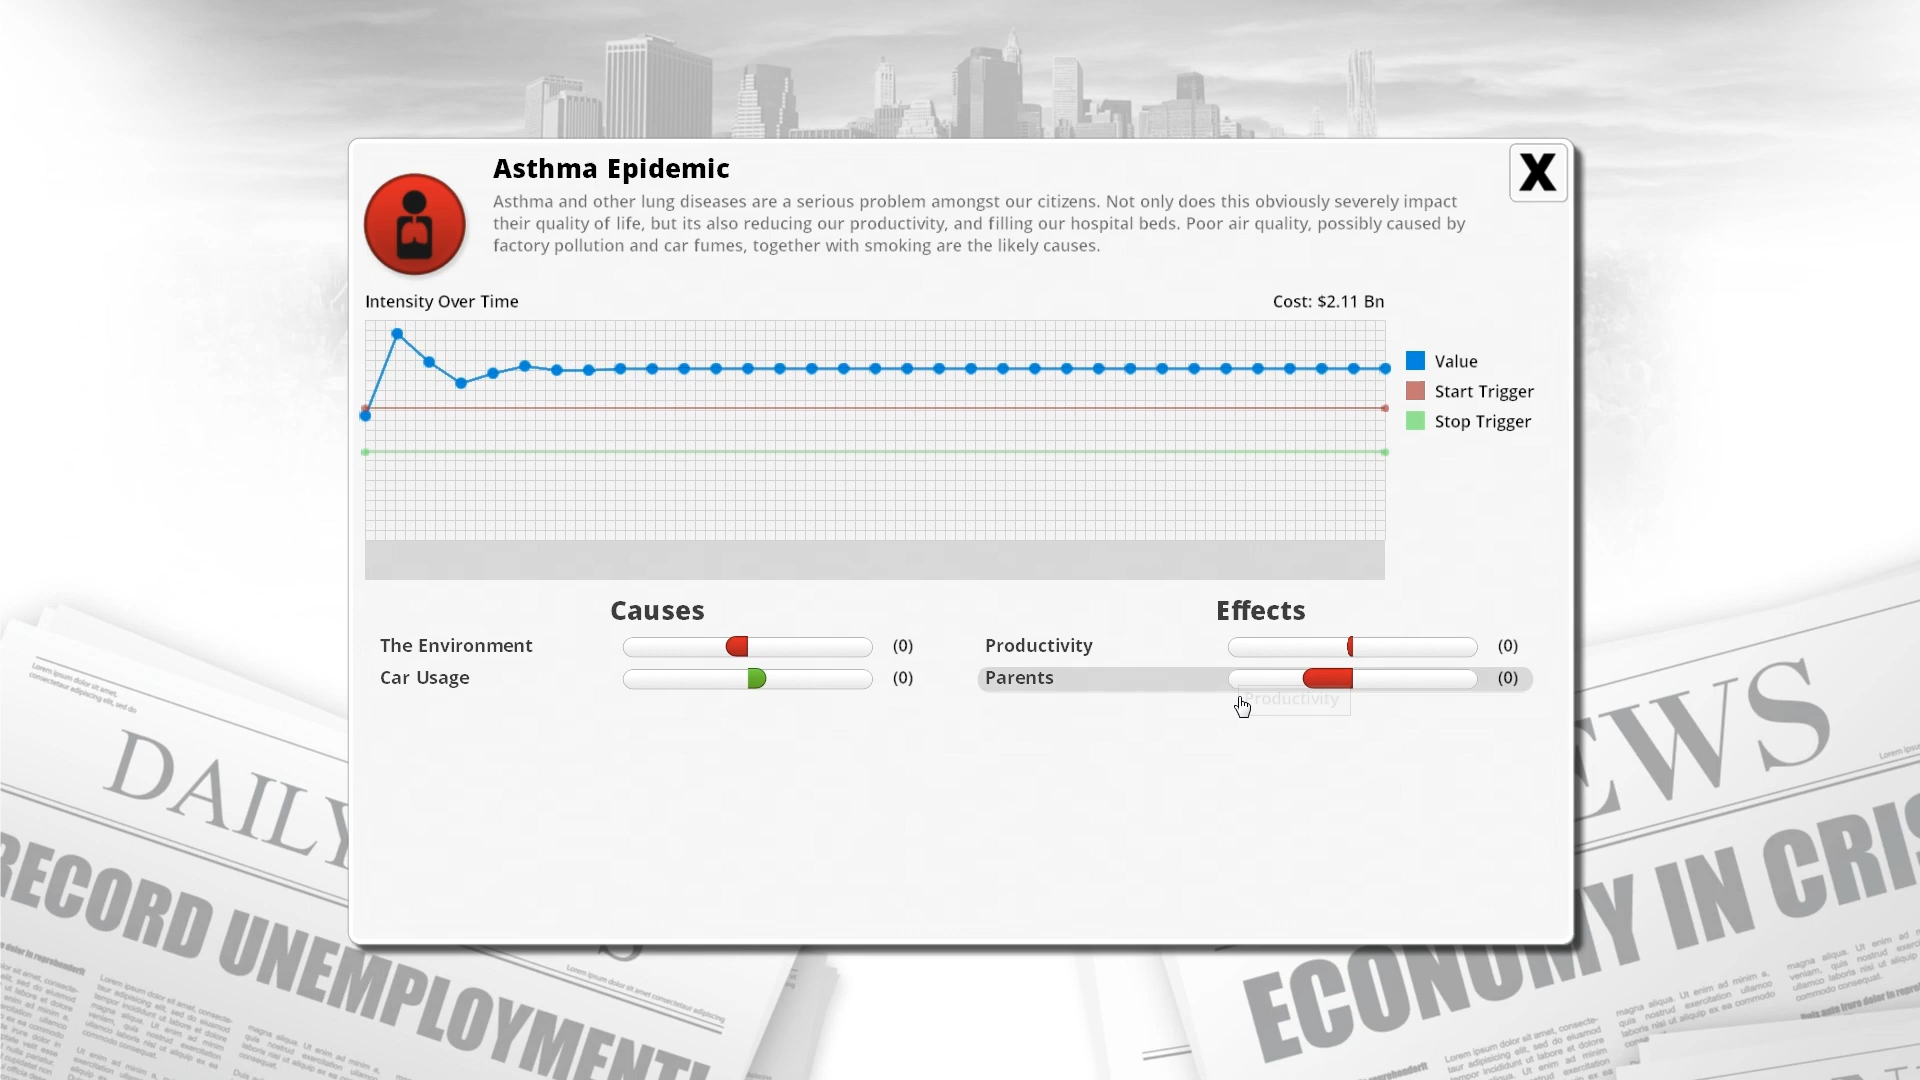 Asthma Epidemic
X
Asthma and other lung diseases are a serious problem amongst our citizens. Not only does this obviously severely impact
their quality of life, but its also reducing our productivity, and filling our hospital beds. Poor air quality, possibly caused by
factory pollution and car fumes, together with smoking are the likely causes.
Intensity Over Time
Cost: $2.11 Bn
Value
Start Trigger
Stop Trigger
Causes
Effects
The Environment (0)
Productivity (0)
Car Usage (0)
Parents (0)
Productivity
DAILY
RECORD UNEMPLOYMENT!
EWS
ECONOMY IN CRIS